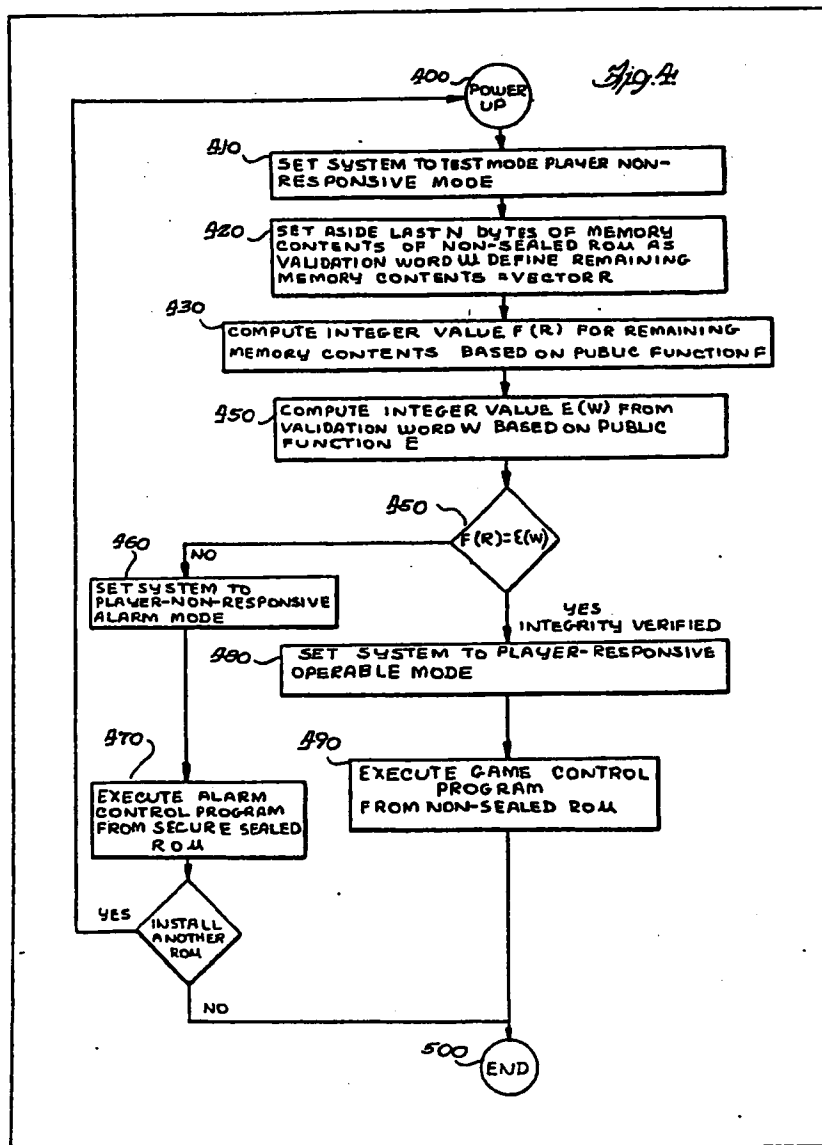 Fig. 4
400
POWER
UP
410
SET SYSTEM TO TEST MODE PLAYER NON-
RESPONSIVE MODE
420
SET ASIDE LAST N BYTES OF MEMORY
CONTENTS OF NON-SEALED ROM AS
VALIDATION WORD W DEFINE REMAINING
MEMORY CONTENTS = VECTOR R
430
COMPUTE INTEGER VALUE F(R) FOR REMAINING
MEMORY CONTENTS BASED ON PUBLIC FUNCTION F
450
COMPUTE INTEGER VALUE E(W) FROM
VALIDATION WORD W BASED ON PUBLIC
FUNCTION E
450
F(R)=E(W)
NO
460
SET SYSTEM TO
PLAYER-NON-RESPONSIVE
ALARM MODE
YES
INTEGRITY VERIFIED
480
SET SYSTEM TO PLAYER-RESPONSIVE
OPERABLE MODE
470
EXECUTE ALARM
CONTROL PROGRAM
FROM SECURE SEALED
ROM
490
EXECUTE GAME CONTROL
PROGRAM
FROM NON-SEALED ROM
YES
INSTALL
ANOTHER
ROM
NO
500
END